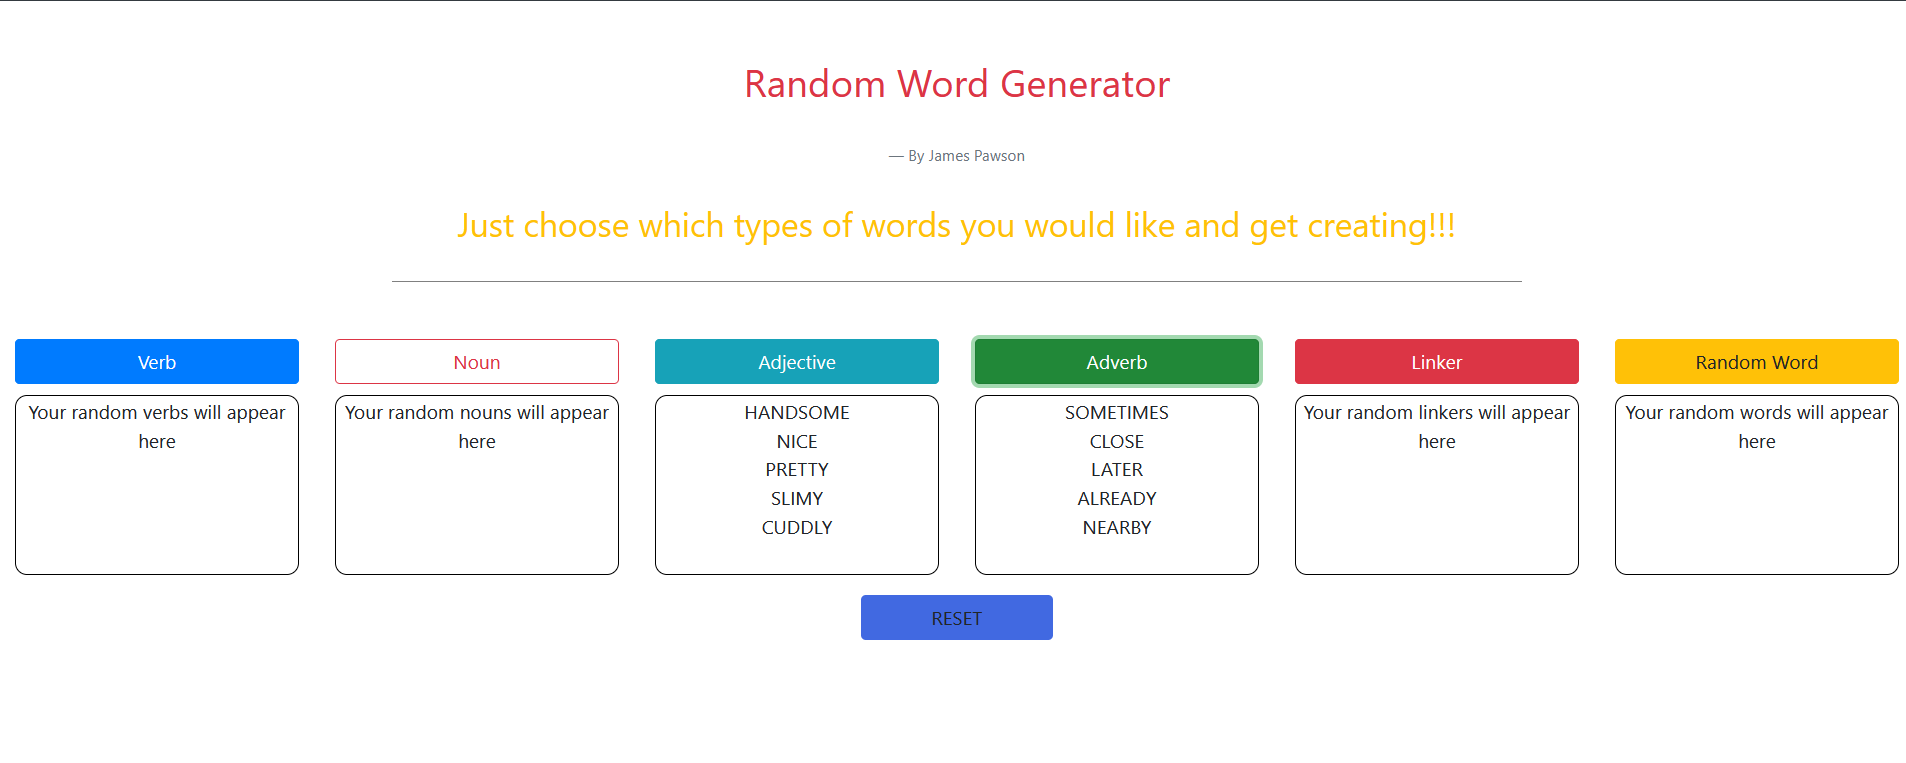 Random Word Generator
— By James Pawson
Just choose which types of words you would like and get creating!!!
Verb
Your random verbs will appear
here
Noun
Your random nouns will appear
here
Adjective
HANDSOME
NICE
PRETTY
SLIMY
CUDDLY
Adverb
SOMETIMES
CLOSE
LATER
ALREADY
NEARBY
Linker
Your random linkers will appear
here
Random Word
Your random words will appear
here
RESET